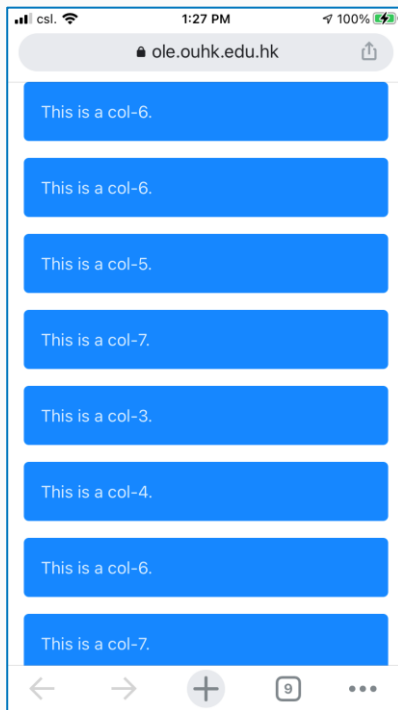 csl. 1:27 PM 100%
ole.ouhk.edu.hk
This is a col-6.
This is a col-6.
This is a col-5.
This is a col-7.
This is a col-3.
This is a col-4.
This is a col-6.
This is a col-7.
9